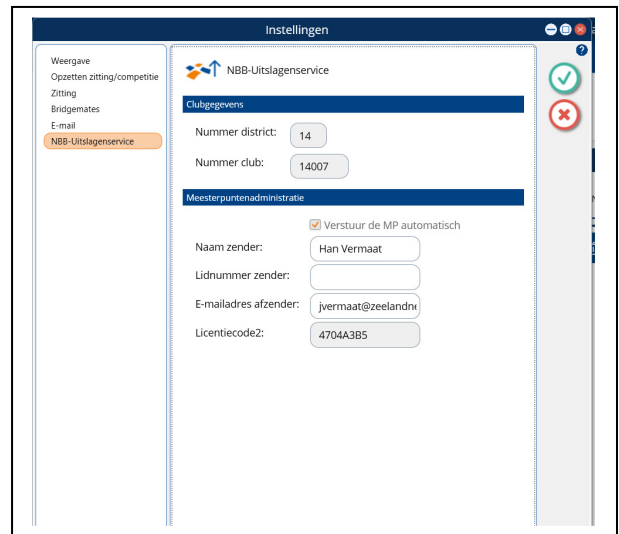 Instellingen
?
Weergave
Opzetten zitting/competitie
Zitting
Bridgemates
E-mail
NBB-Uitslagenservice
NBB-Uitslagenservice
Clubgegevens
Nummer district: 14
Nummer club: 14007
Meesterpuntenadministratie
Verstuur de MP automatisch
Naam zender: Han Vermaat
Lidnummer zender:
E-mailadres afzender: jvermaat@zeelandn
Licentiecode2: 4704A3B5